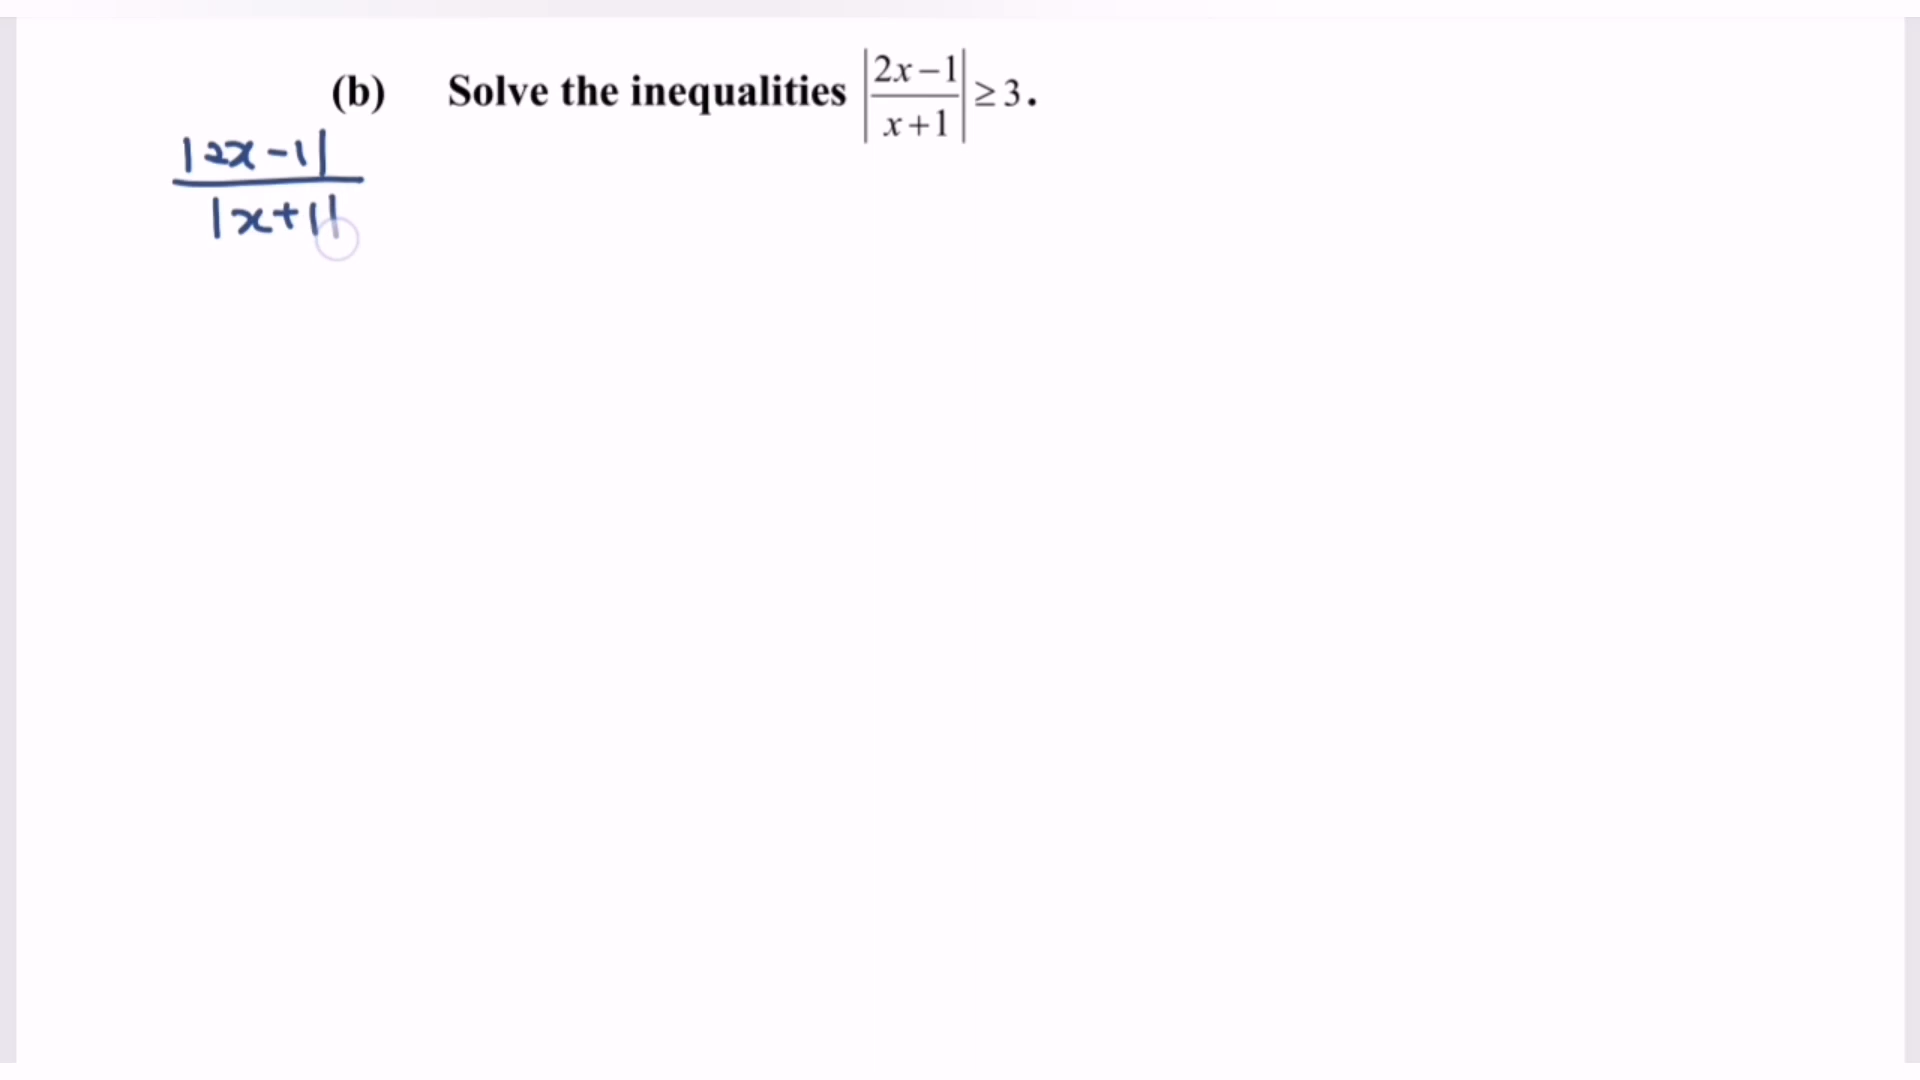 (b) Solve the inequalities |(2x−1)/(x+1)| ≥ 3.
|2x-1|
|x+1|